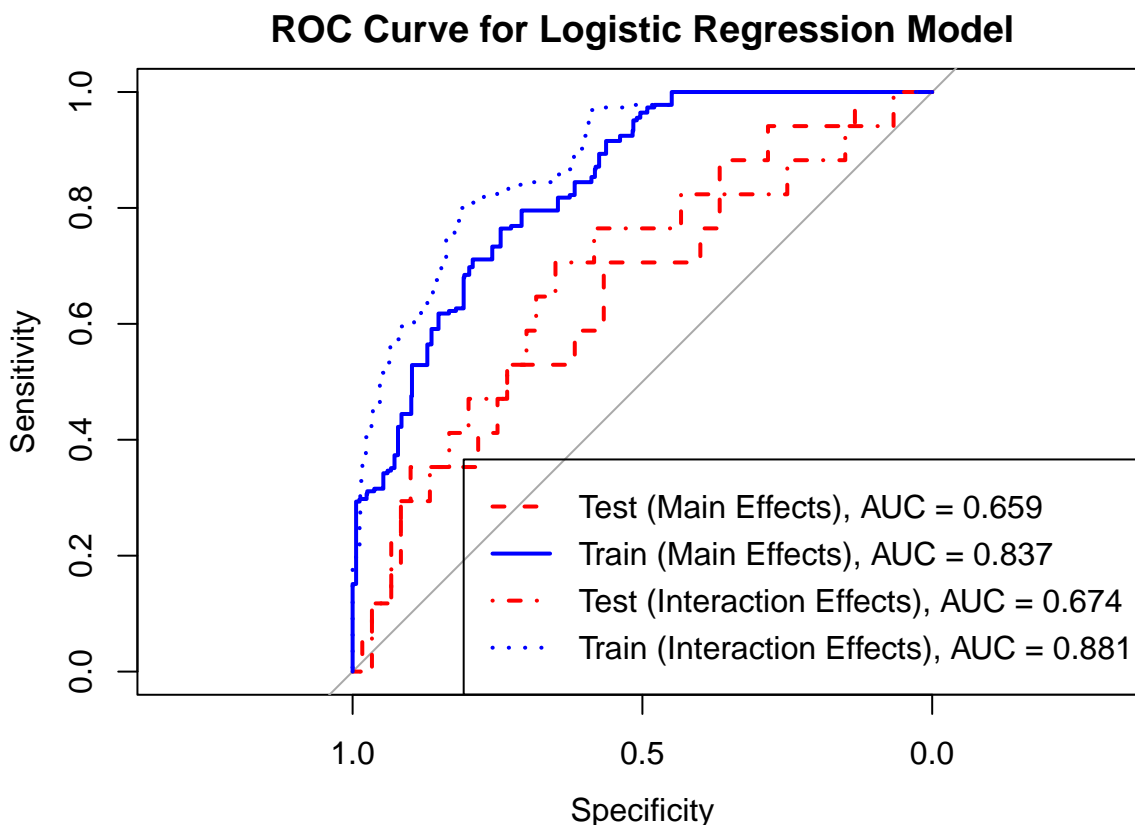 ROC Curve for Logistic Regression Model
Sensitivity
1.0
0.8
0.6
0.4
0.2
0.0
Test (Main Effects), AUC = 0.659
Train (Main Effects), AUC = 0.837
Test (Interaction Effects), AUC = 0.674
Train (Interaction Effects), AUC = 0.881
1.0 0.5 0.0
Specificity